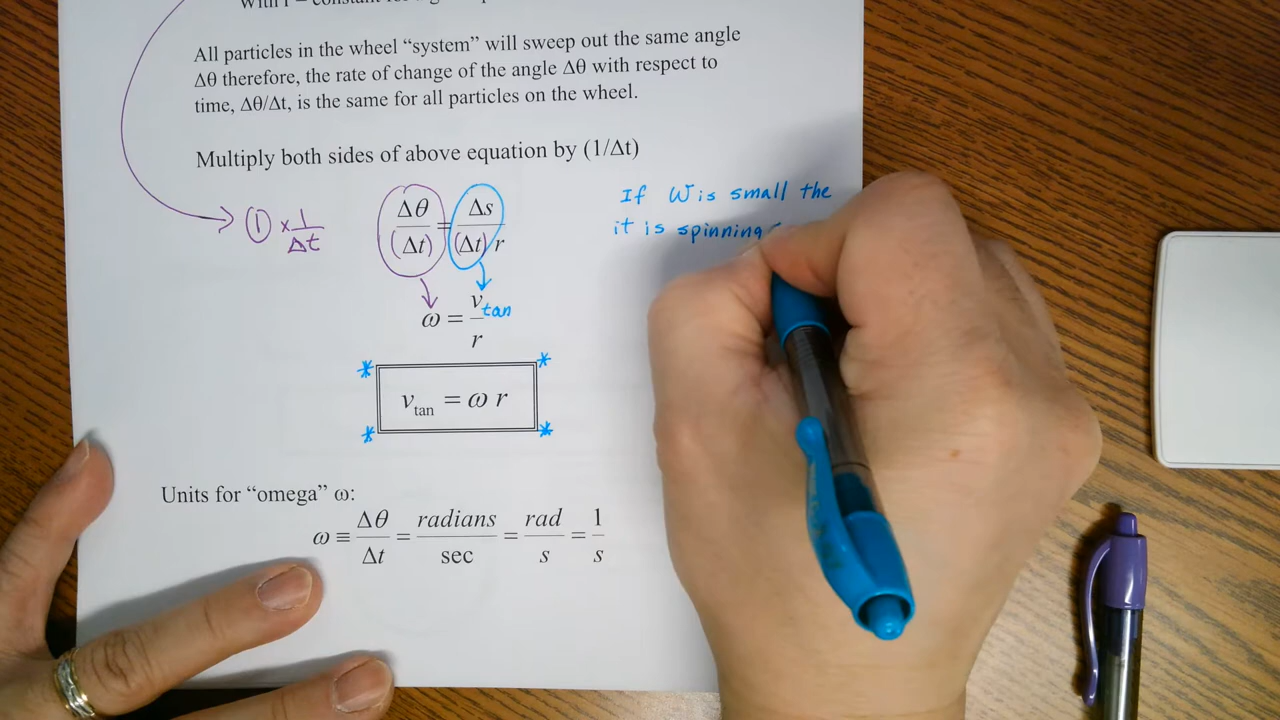 All particles in the wheel “system” will sweep out the same angle
Δθ therefore, the rate of change of the angle Δθ with respect to
time, Δθ/Δt, is the same for all particles on the wheel.
Multiply both sides of above equation by (1/Δt)
① × 1/Δt
Δθ/(Δt) = Δs/(Δt) r
ω = v tan / r
v tan = ω r
If ω is small the
it is spinning
Units for “omega” ω:
ω ≡ Δθ/Δt = radians/sec = rad/s = 1/s